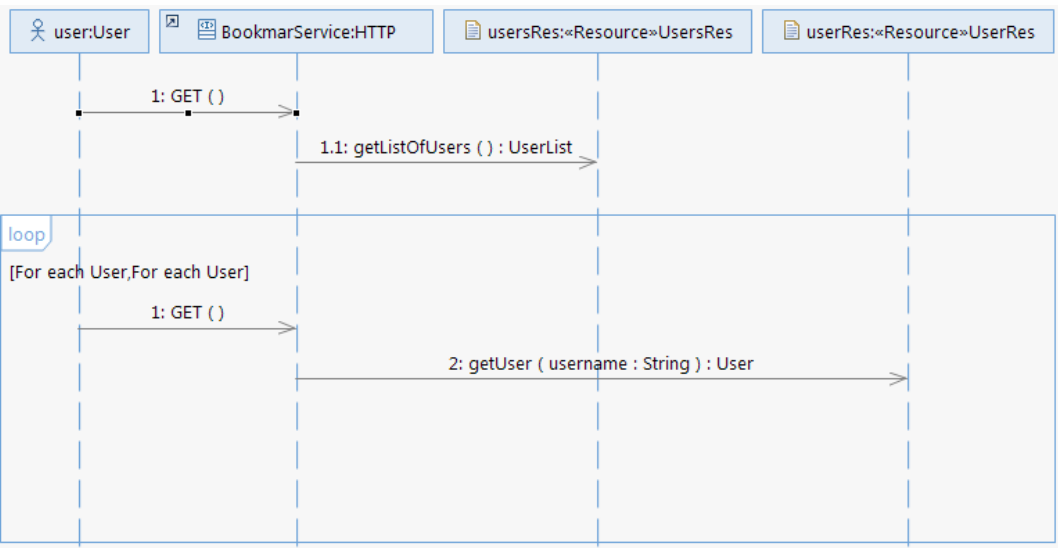 user:User
BookmarService:HTTP
usersRes:«Resource»UsersRes
userRes:«Resource»UserRes
1: GET ( )
1.1: getListOfUsers ( ) : UserList
loop
[For each User,For each User]
1: GET ( )
2: getUser ( username : String ) : User